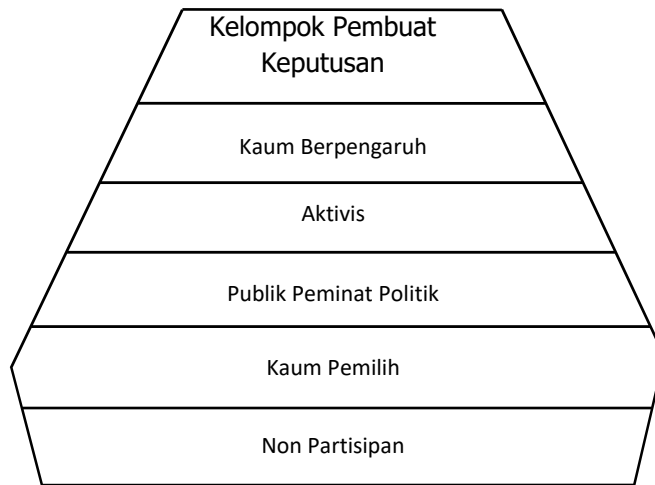 Kelompok Pembuat
Keputusan
Kaum Berpengaruh
Aktivis
Publik Peminat Politik
Kaum Pemilih
Non Partisipan